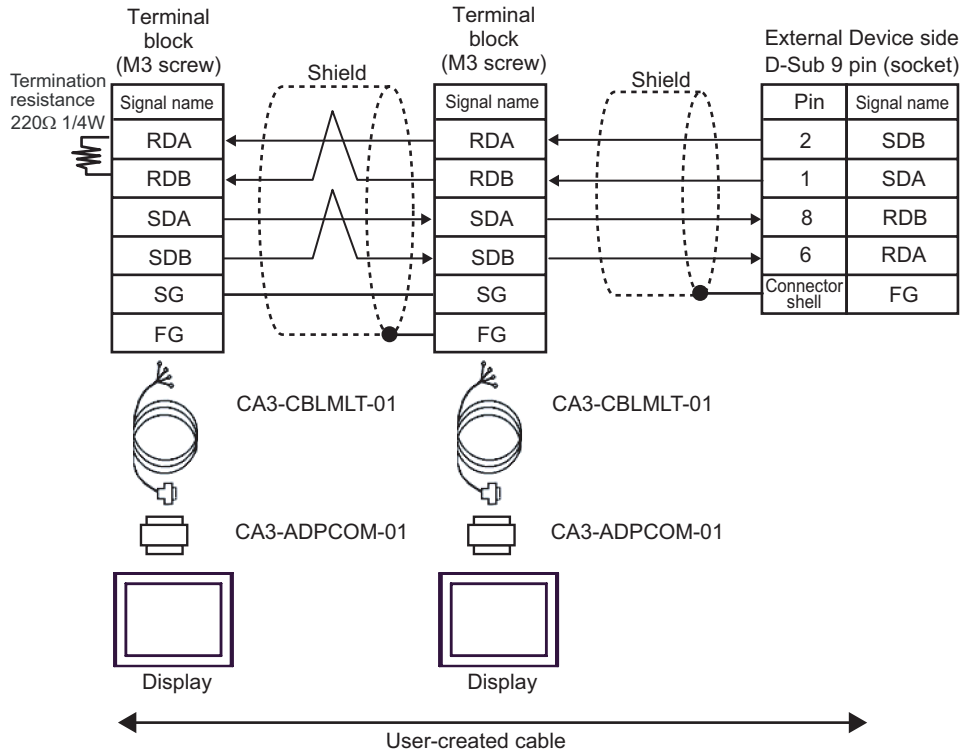 Terminal
block
(M3 screw)
Terminal
block
(M3 screw)
External Device side
D-Sub 9 pin (socket)
Termination
resistance
220Ω 1/4W
Shield
Shield
Signal name
Signal name
Pin Signal name
RDA
RDA
2 SDB
RDB
RDB
1 SDA
SDA
SDA
8 RDB
SDB
SDB
6 RDA
SG
SG
Connector
shell
FG
FG
FG
CA3-CBLMLT-01
CA3-CBLMLT-01
CA3-ADPCOM-01
CA3-ADPCOM-01
Display
Display
User-created cable